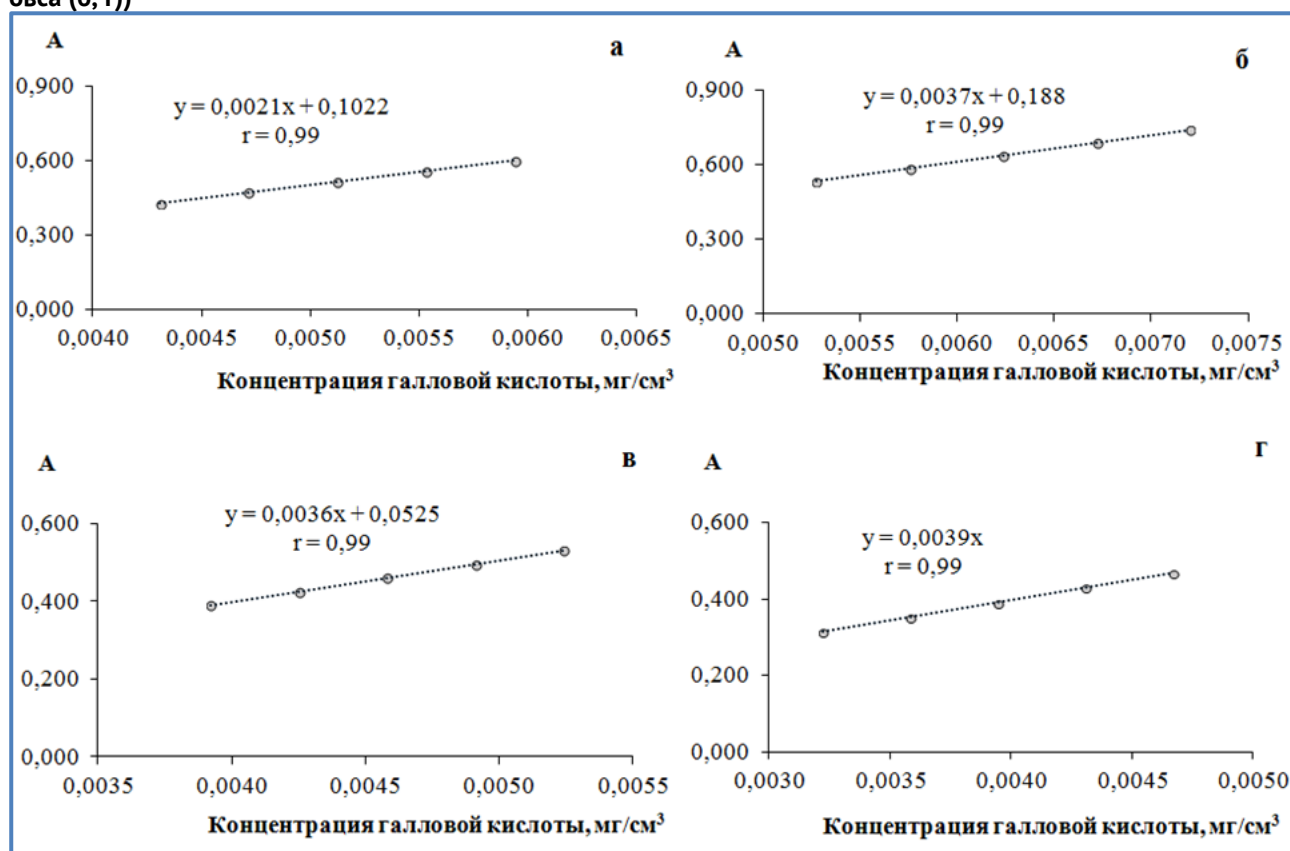 овса (б, г))
А
а
0,900
y = 0,0021x + 0,1022
r = 0,99
0,600
0,300
0,000
0,0040 0,0045 0,0050 0,0055 0,0060 0,0065
Концентрация галловой кислоты, мг/см³
А
б
0,900
y = 0,0037x + 0,188
r = 0,99
0,600
0,300
0,000
0,0050 0,0055 0,0060 0,0065 0,0070 0,0075
Концентрация галловой кислоты, мг/см³
А
в
0,600
y = 0,0036x + 0,0525
r = 0,99
0,400
0,200
0,000
0,0035 0,0040 0,0045 0,0050 0,0055
Концентрация галловой кислоты, мг/см³
А
г
0,600
y = 0,0039x
r = 0,99
0,400
0,200
0,000
0,0030 0,0035 0,0040 0,0045 0,0050
Концентрация галловой кислоты, мг/см³